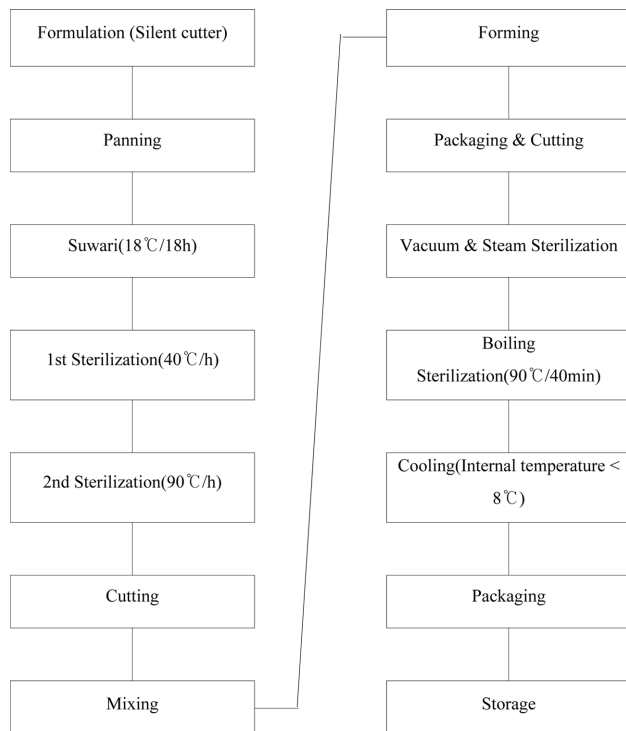 Formulation (Silent cutter)
Panning
Suwari(18℃/18h)
1st Sterilization(40℃/h)
2nd Sterilization(90℃/h)
Cutting
Mixing
Forming
Packaging & Cutting
Vacuum & Steam Sterilization
Boiling
Sterilization(90℃/40min)
Cooling(Internal temperature <
8℃)
Packaging
Storage